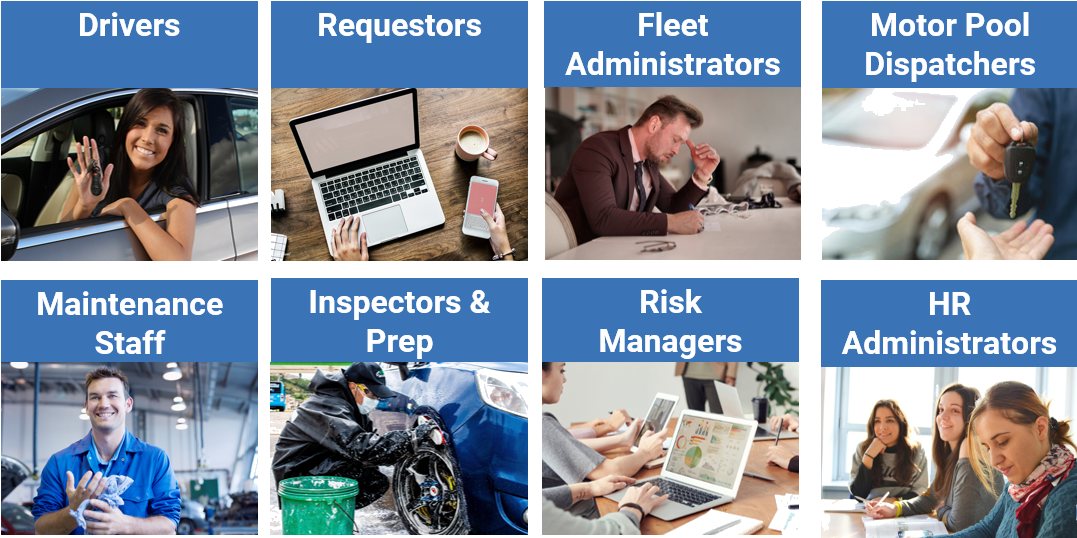 Drivers
Requestors
Fleet
Administrators
Motor Pool
Dispatchers
Maintenance
Staff
Inspectors &
Prep
Risk
Managers
HR
Administrators